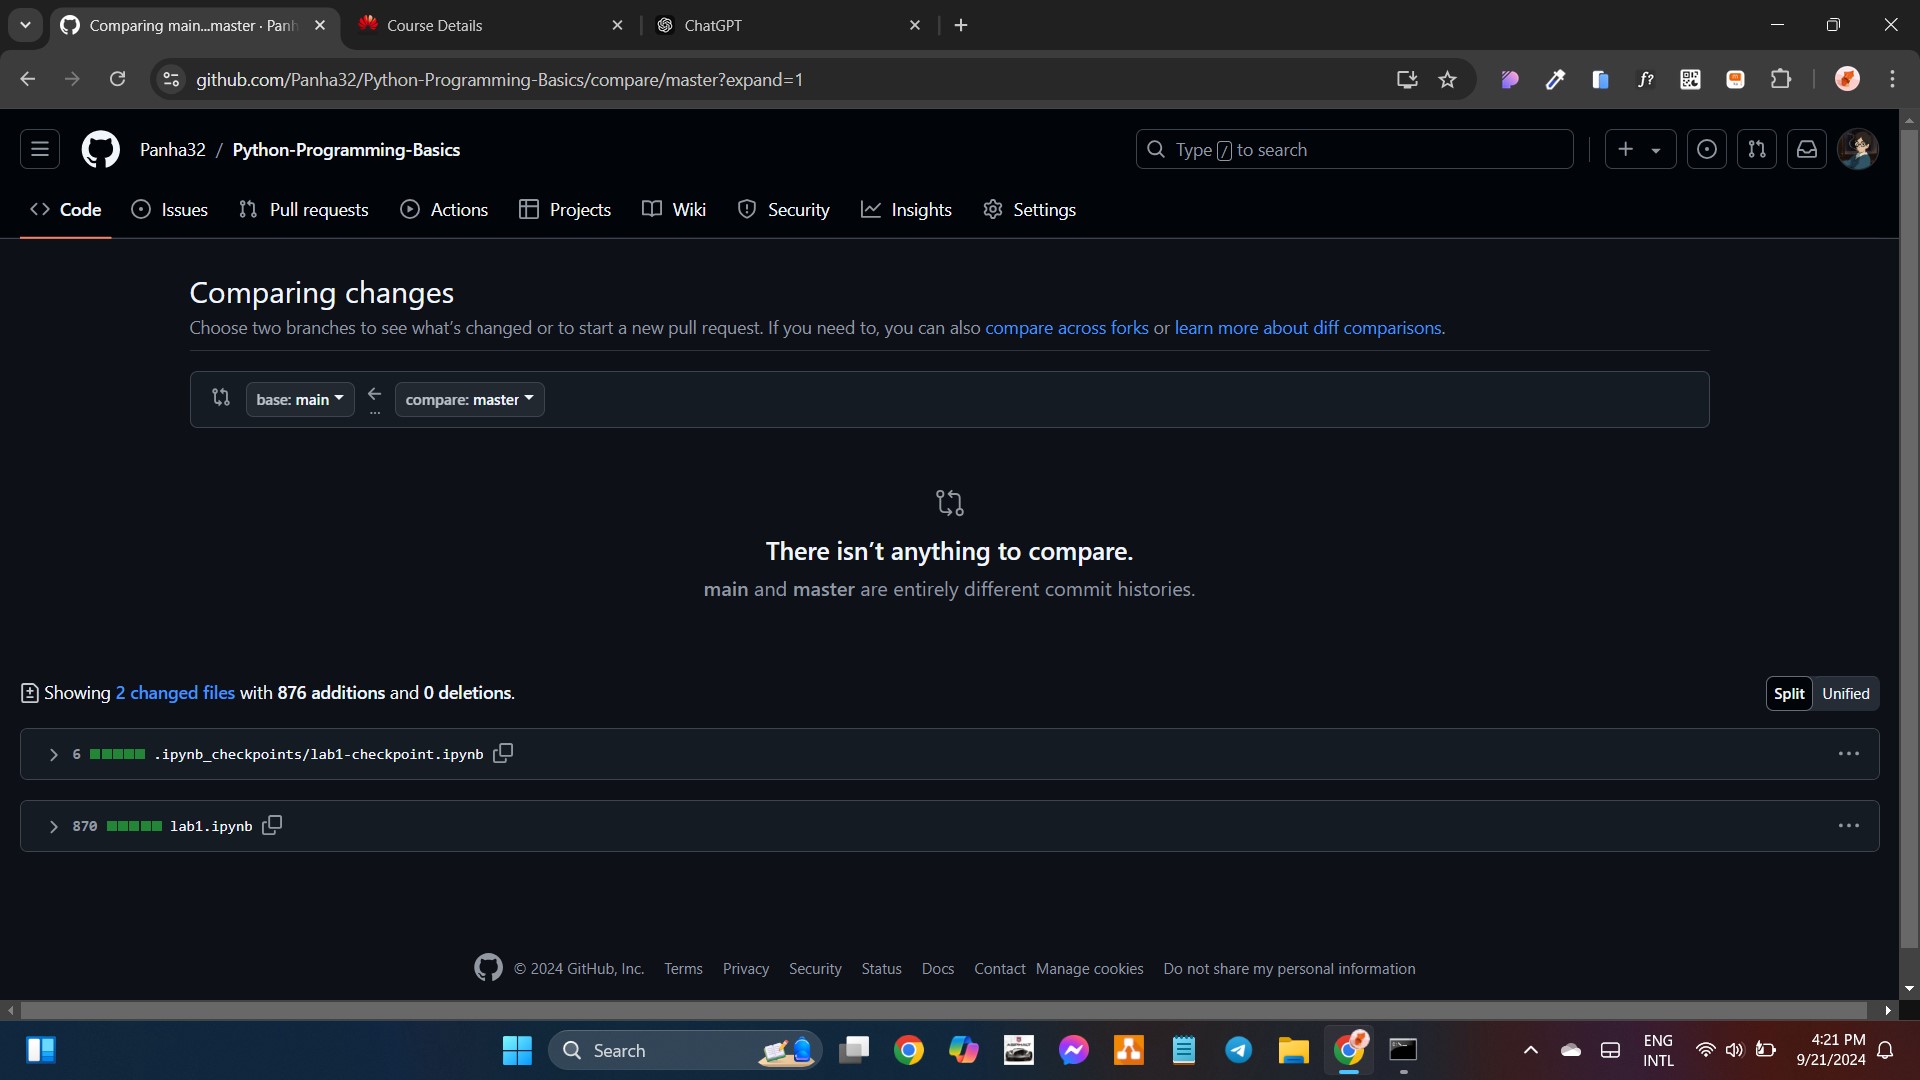 Comparing main...master · Panh
Course Details
ChatGPT
github.com/Panha32/Python-Programming-Basics/compare/master?expand=1
Panha32 / Python-Programming-Basics
Type / to search
Code
Issues
Pull requests
Actions
Projects
Wiki
Security
Insights
Settings
Comparing changes
Choose two branches to see what's changed or to start a new pull request. If you need to, you can also compare across forks or learn more about diff comparisons.
base: main
compare: master
...
There isn't anything to compare.
main and master are entirely different commit histories.
Showing 2 changed files with 876 additions and 0 deletions.
Split
Unified
6 .ipynb_checkpoints/lab1-checkpoint.ipynb
870 lab1.ipynb
© 2024 GitHub, Inc.
Terms
Privacy
Security
Status
Docs
Contact
Manage cookies
Do not share my personal information
Search
ENG
INTL
4:21 PM
9/21/2024